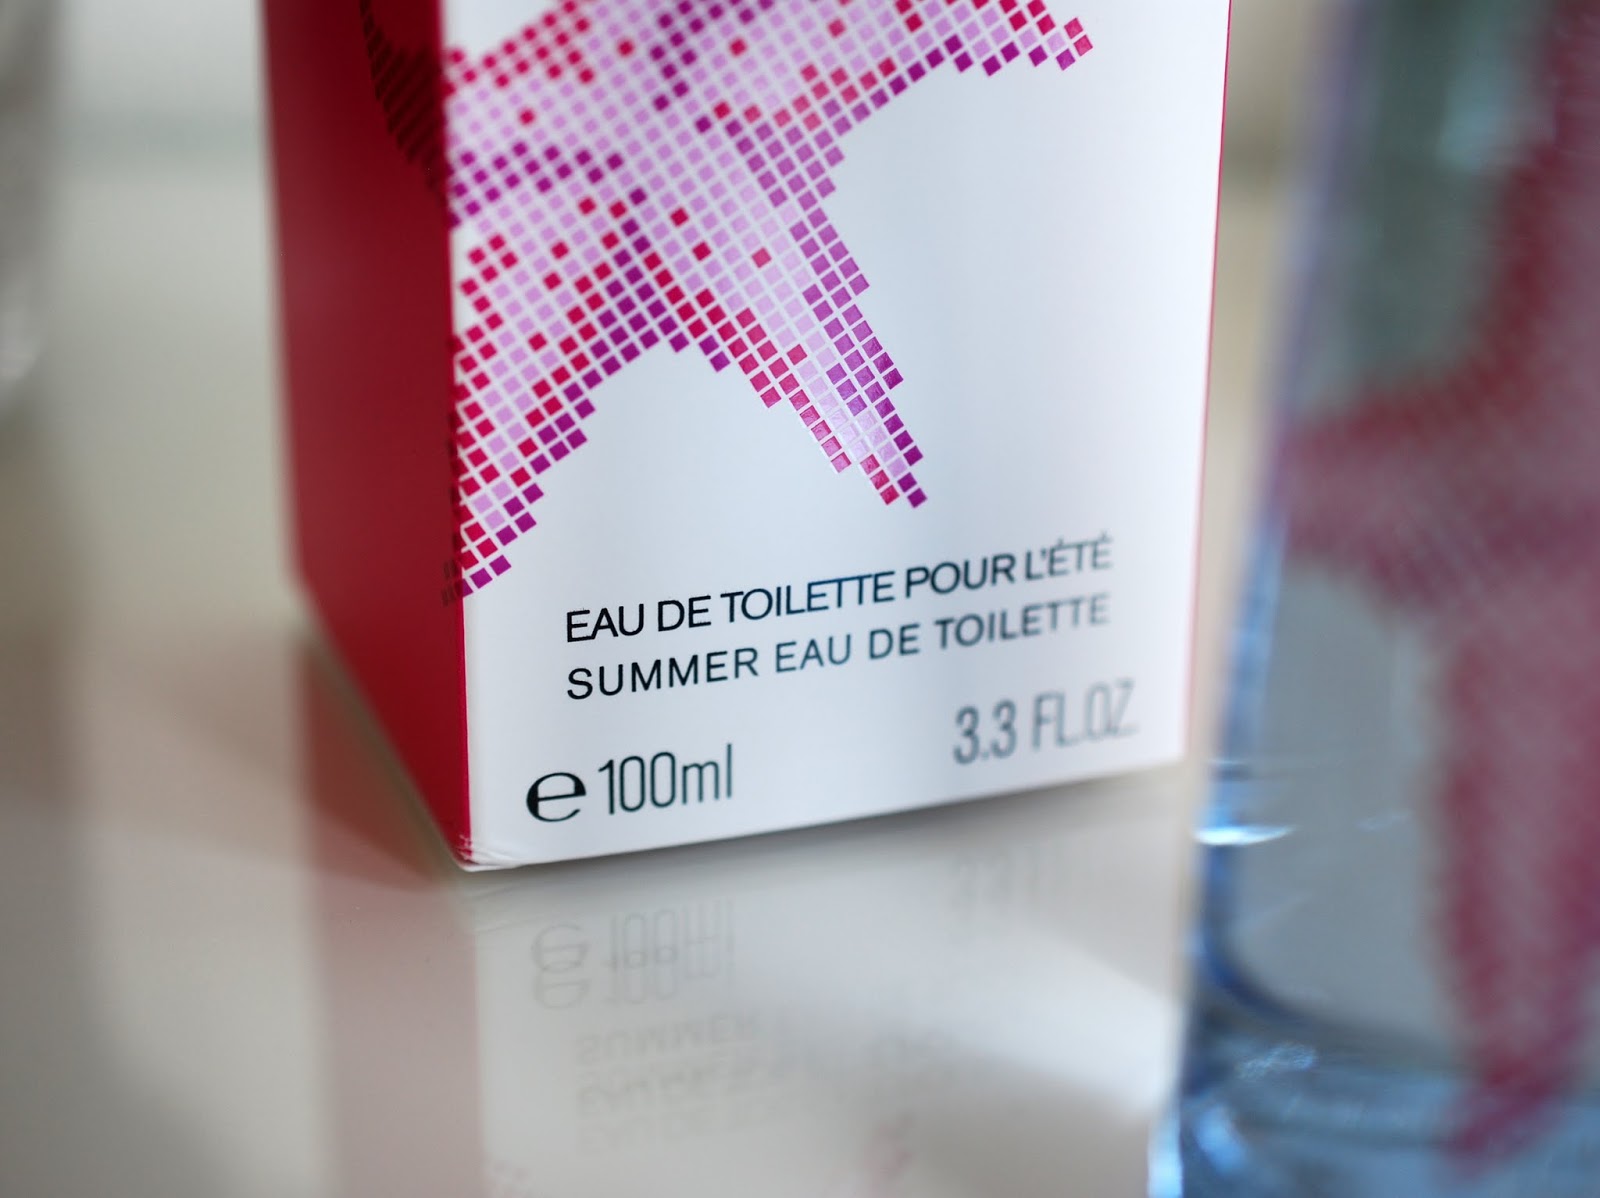 EAU DE TOILETTE POUR L'ÉTÉ
SUMMER EAU DE TOILETTE
℮ 100ml 3.3 FL.OZ.